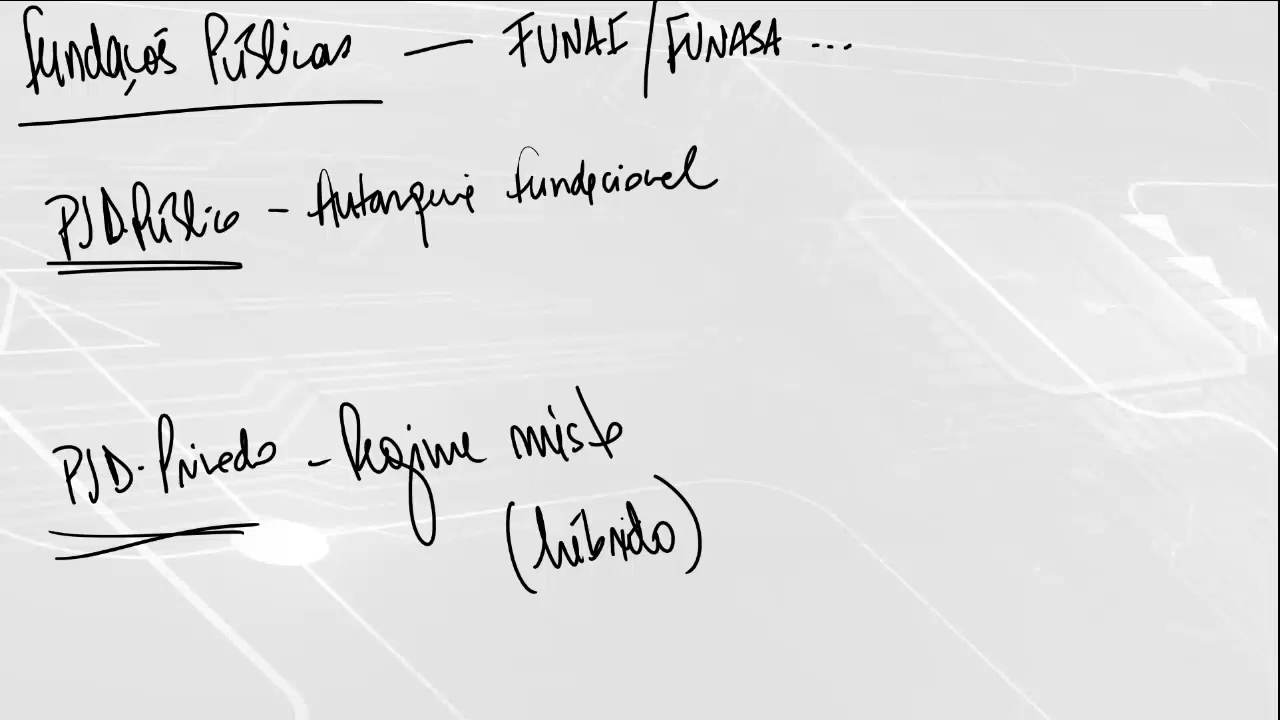 Fundações Públicas — FUNAI / FUNASA ...
PJD.Público - Autarquia fundacional
PJD. Privado - Regime misto
(híbrido)